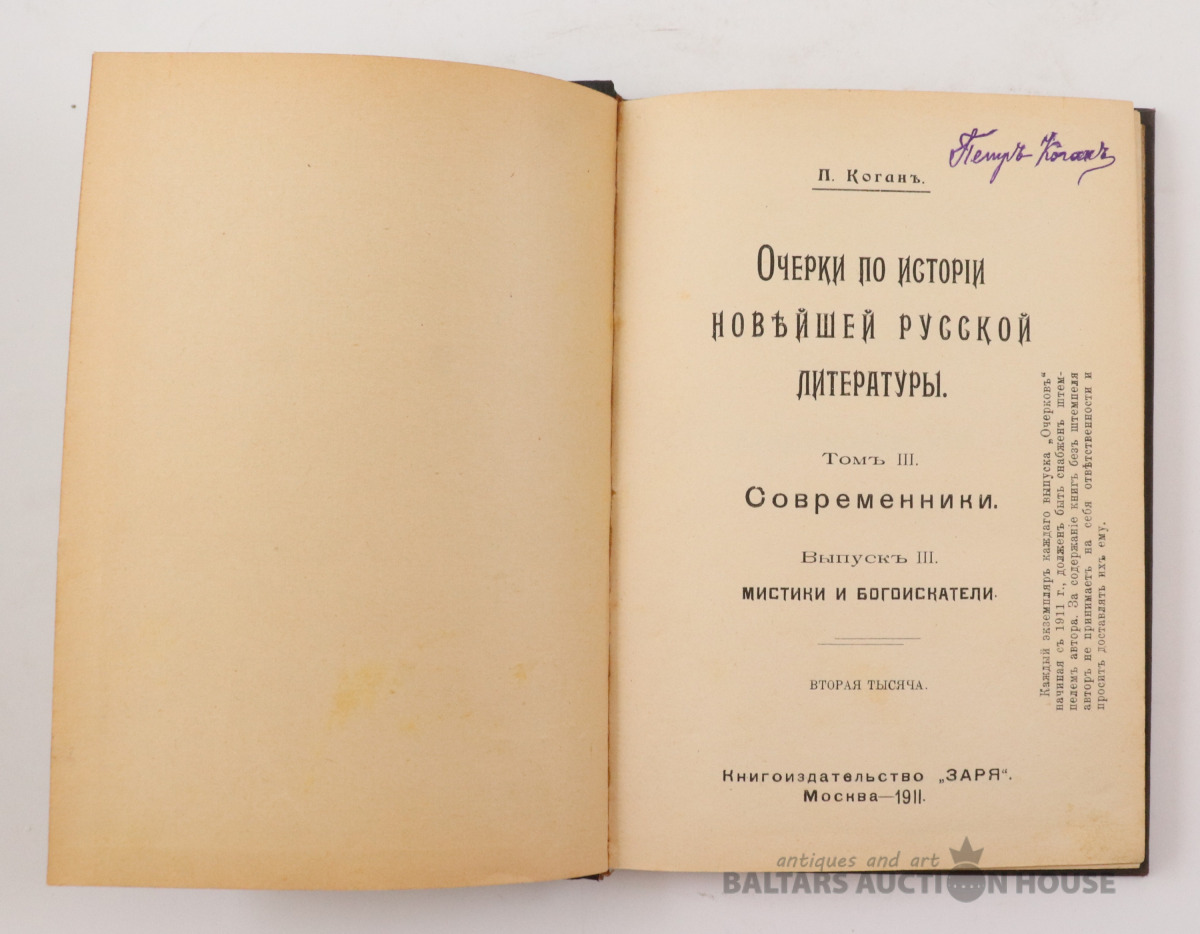 Петръ Коганъ
П. Коганъ.
Очерки по исторіи
новѣйшей русской
литературы.
Томъ III.
Современники.
Выпускъ III.
МИСТИКИ И БОГОИСКАТЕЛИ.
ВТОРАЯ ТЫСЯЧА.
Книгоиздательство „ЗАРЯ“.
Москва—1911.
Каждый экземпляръ каждаго выпуска „Очерковъ“
начиная съ 1911 г., долженъ быть снабженъ штем-
пелемъ автора. За содержаніе книгъ безъ штемпеля
авторъ не принимаетъ на себя отвѣтственности и
проситъ доставлять ихъ ему.
antiques and art
BALTARS AUCTION HOUSE